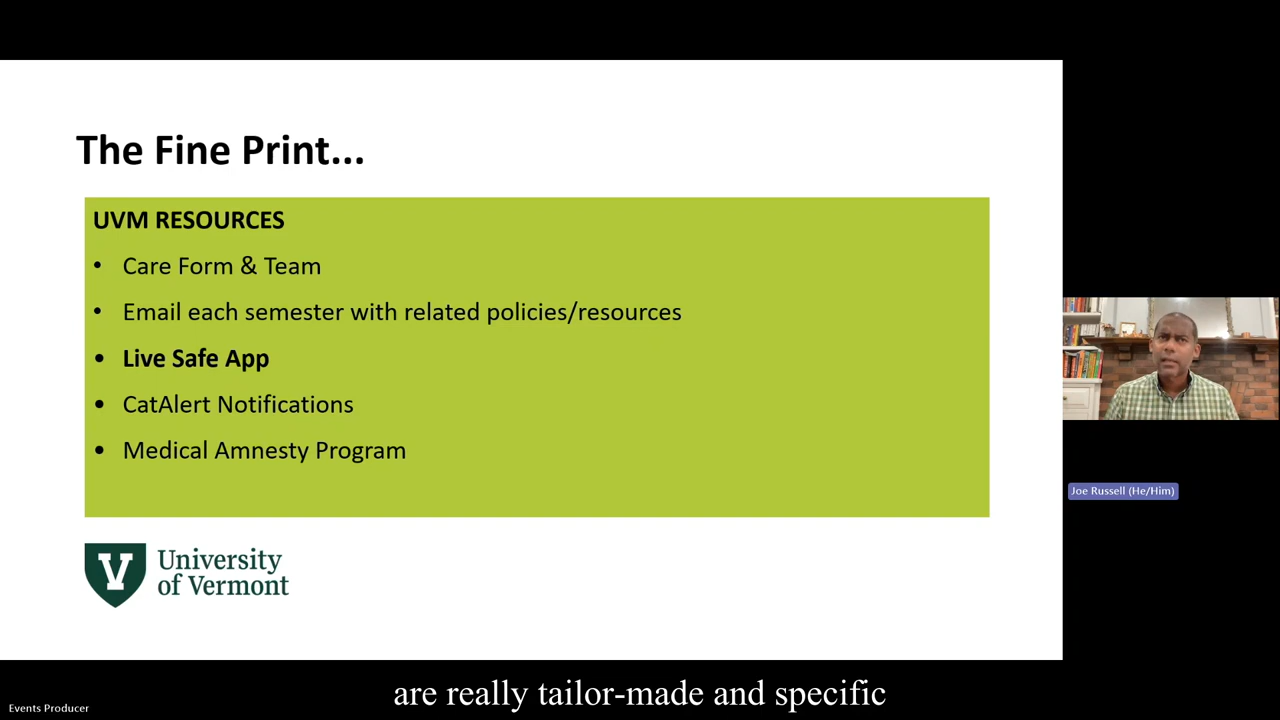 The Fine Print...
UVM RESOURCES
• Care Form & Team
• Email each semester with related policies/resources
• Live Safe App
• CatAlert Notifications
• Medical Amnesty Program
V
University
of Vermont
Joe Russell (He/Him)
are really tailor-made and specific
Events Producer